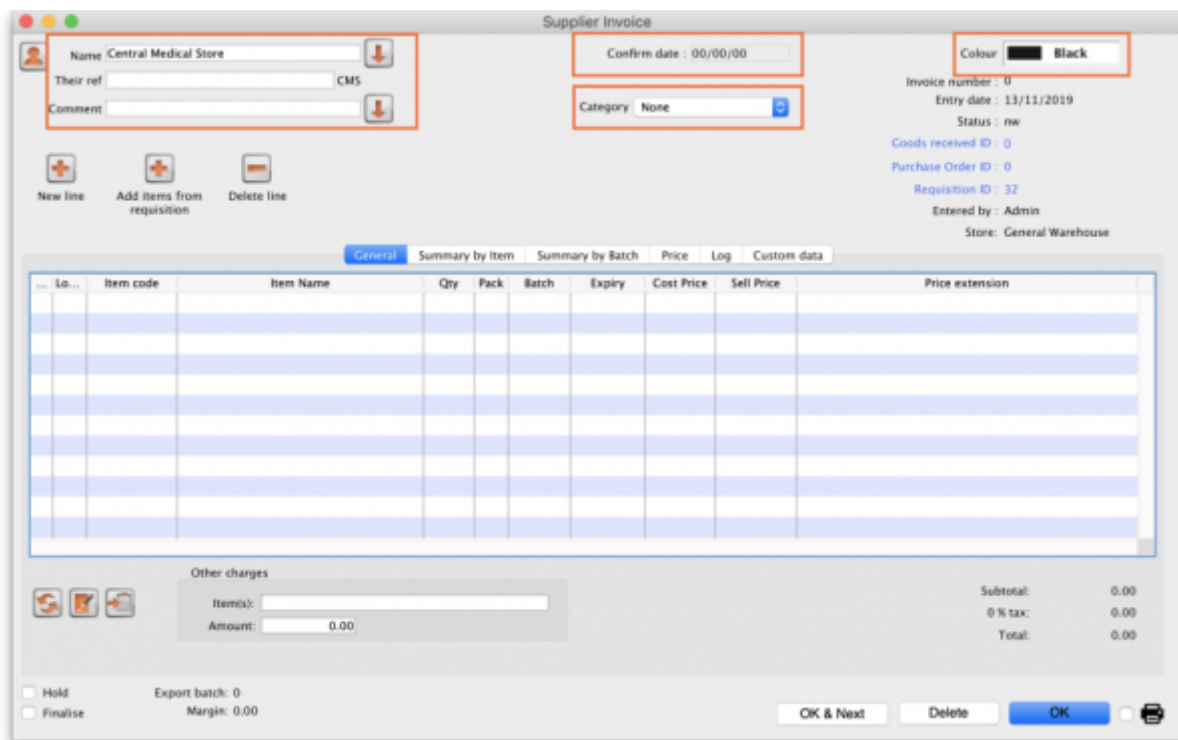 Supplier Invoice
Name Central Medical Store
Their ref CMS
Comment
Confirm date : 00/00/00
Category None
Colour Black
Invoice number : 0
Entry date : 13/11/2019
Status : nw
Goods received ID : 0
Purchase Order ID : 0
Requisition ID : 32
Entered by : Admin
Store: General Warehouse
New line
Add items from
requisition
Delete line
General Summary by Item Summary by Batch Price Log Custom data
... Lo... Item code Item Name Qty Pack Batch Expiry Cost Price Sell Price Price extension
Other charges
Item(s):
Amount: 0.00
Subtotal: 0.00
0 % tax: 0.00
Total: 0.00
Hold
Finalise
Export batch: 0
Margin: 0.00
OK & Next Delete OK